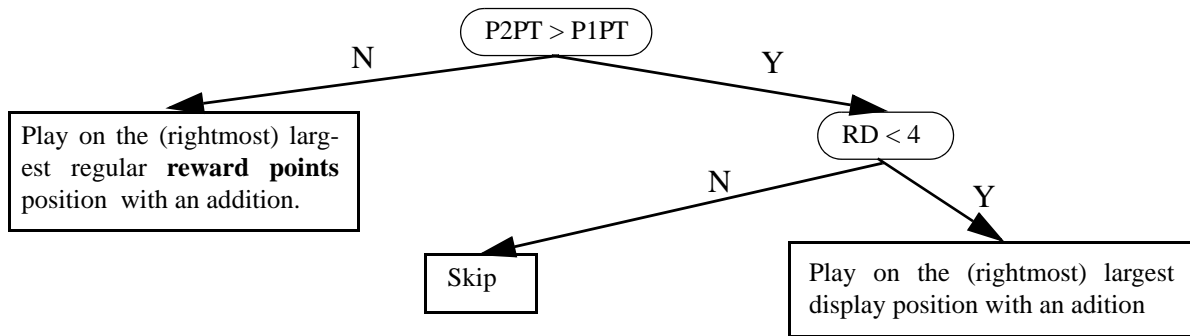 P2PT > P1PT
N
Y
Play on the (rightmost) larg-
est regular reward points
position with an addition.
RD < 4
N
Y
Skip
Play on the (rightmost) largest
display position with an adition